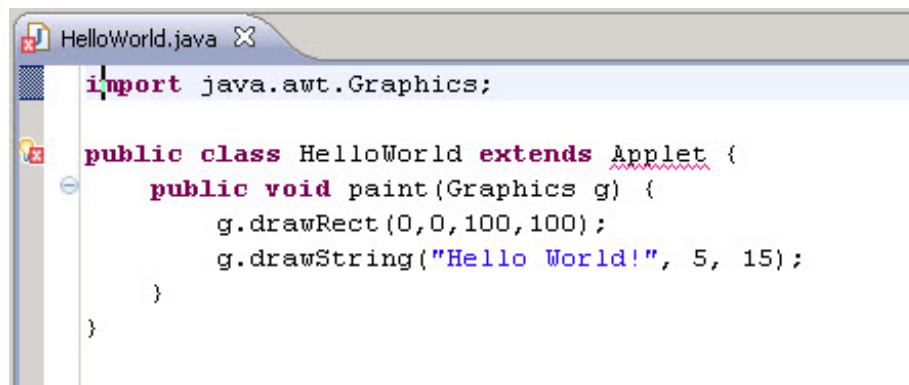 HelloWorld.java
import java.awt.Graphics;
public class HelloWorld extends Applet {
public void paint(Graphics g) {
g.drawRect(0,0,100,100);
g.drawString("Hello World!", 5, 15);
}
}